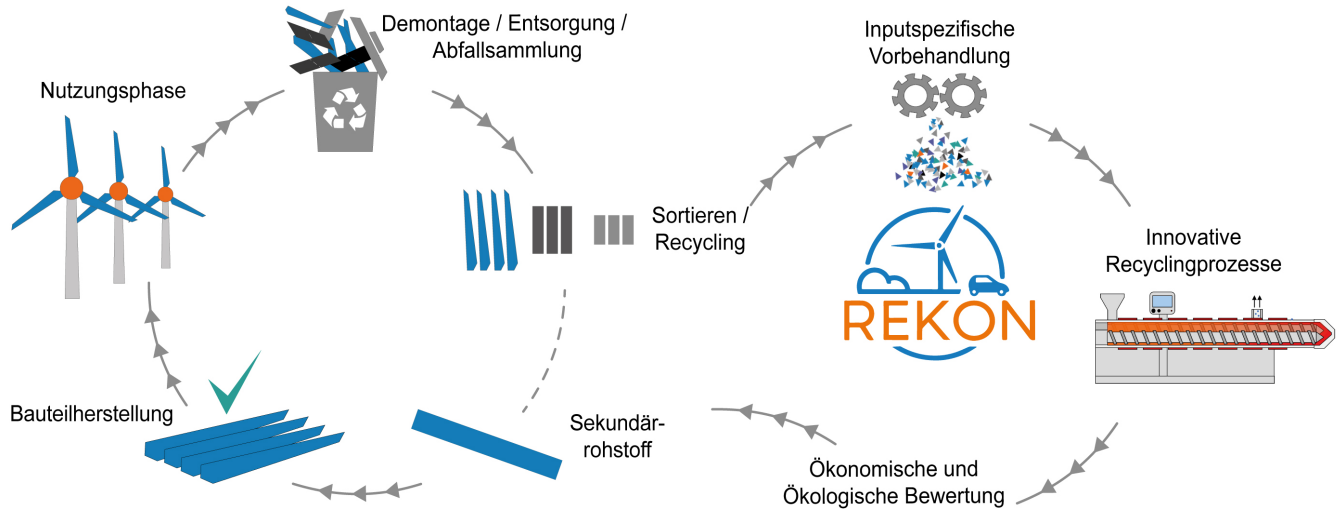 Demontage / Entsorgung /
Abfallsammlung
Inputspezifische
Vorbehandlung
Nutzungsphase
Sortieren /
Recycling
Innovative
Recyclingprozesse
REKON
Bauteilherstellung
Sekundär-
rohstoff
Ökonomische und
Ökologische Bewertung